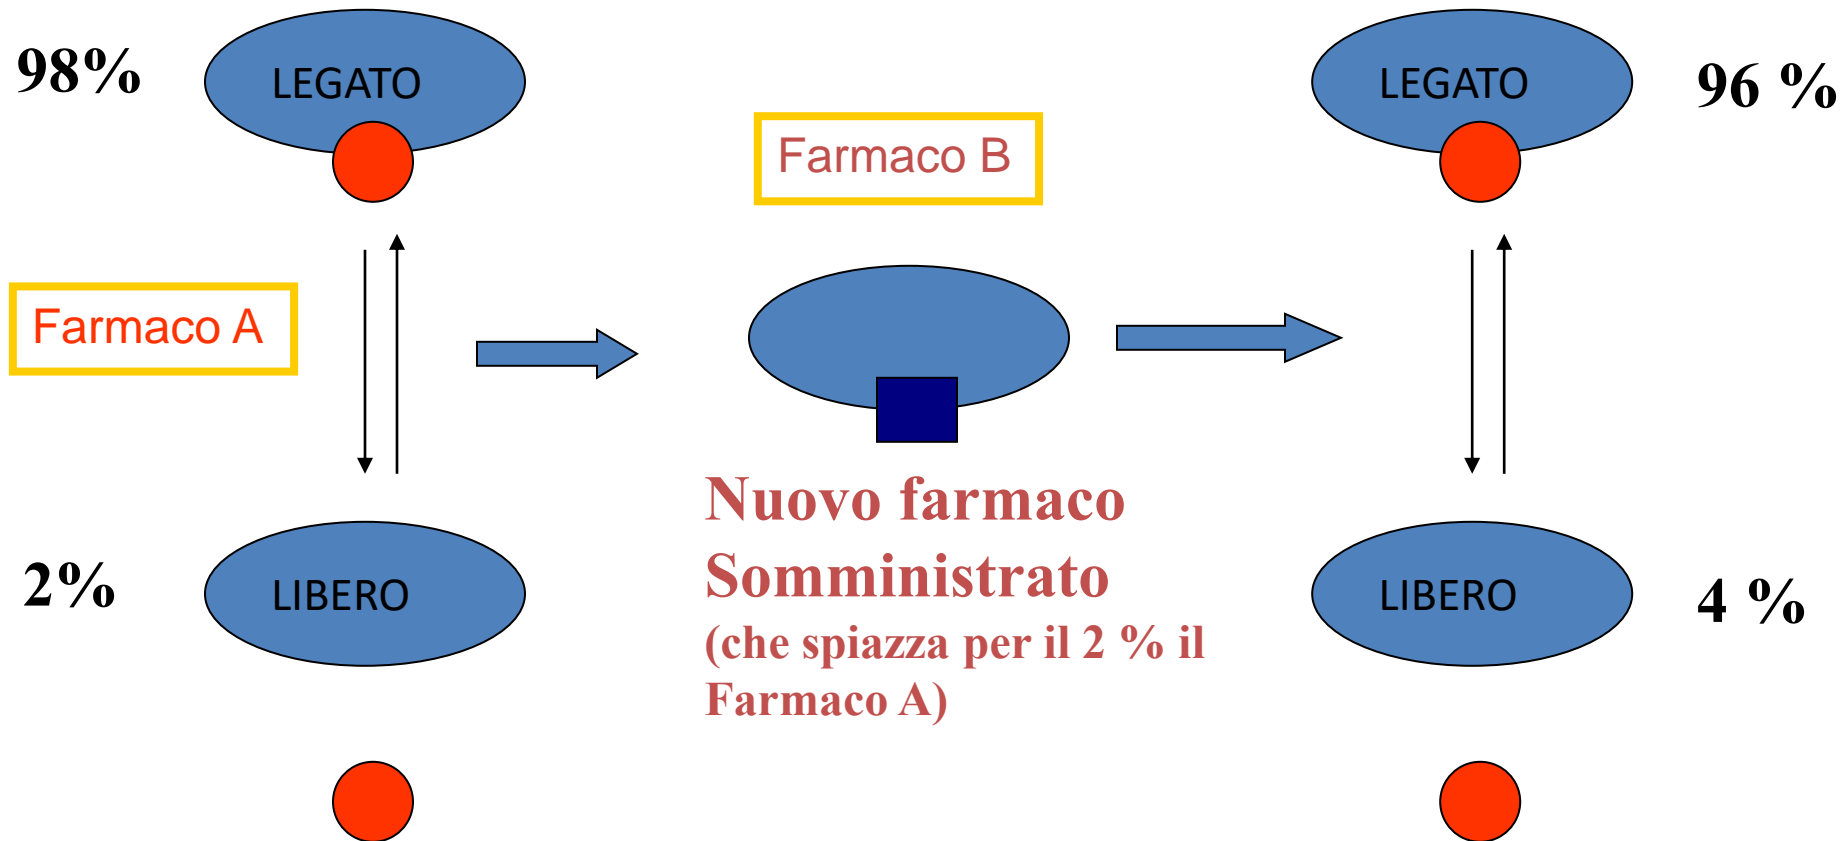 98%
LEGATO
Farmaco A
2%
LIBERO
Farmaco B
Nuovo farmaco
Somministrato
(che spiazza per il 2 % il
Farmaco A)
LEGATO
96 %
LIBERO
4 %